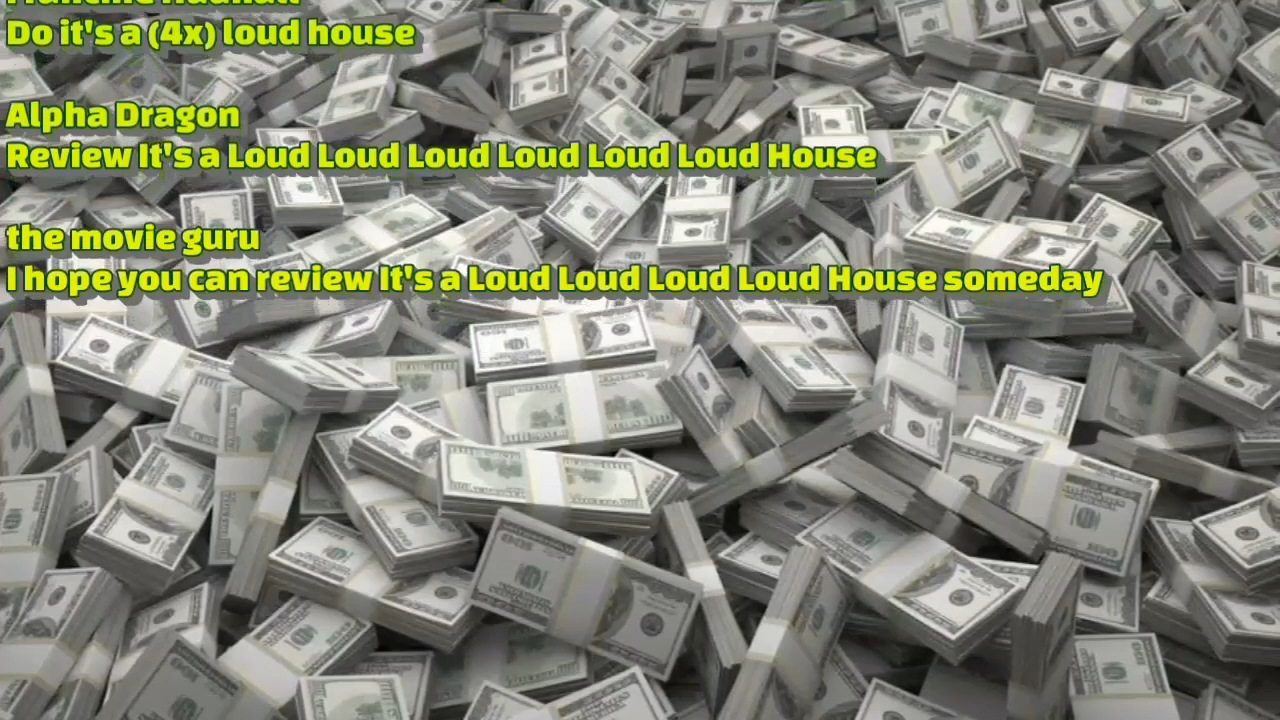 Do it's a (4x) loud house
Alpha Dragon
Review It's a Loud Loud Loud Loud Loud Loud House
the movie guru
I hope you can review It's a Loud Loud Loud Loud House someday